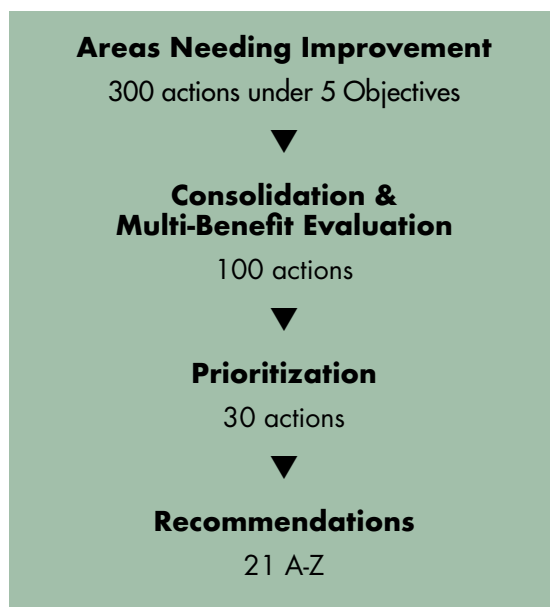 Areas Needing Improvement
300 actions under 5 Objectives
Consolidation &
Multi-Benefit Evaluation
100 actions
Prioritization
30 actions
Recommendations
21 A-Z